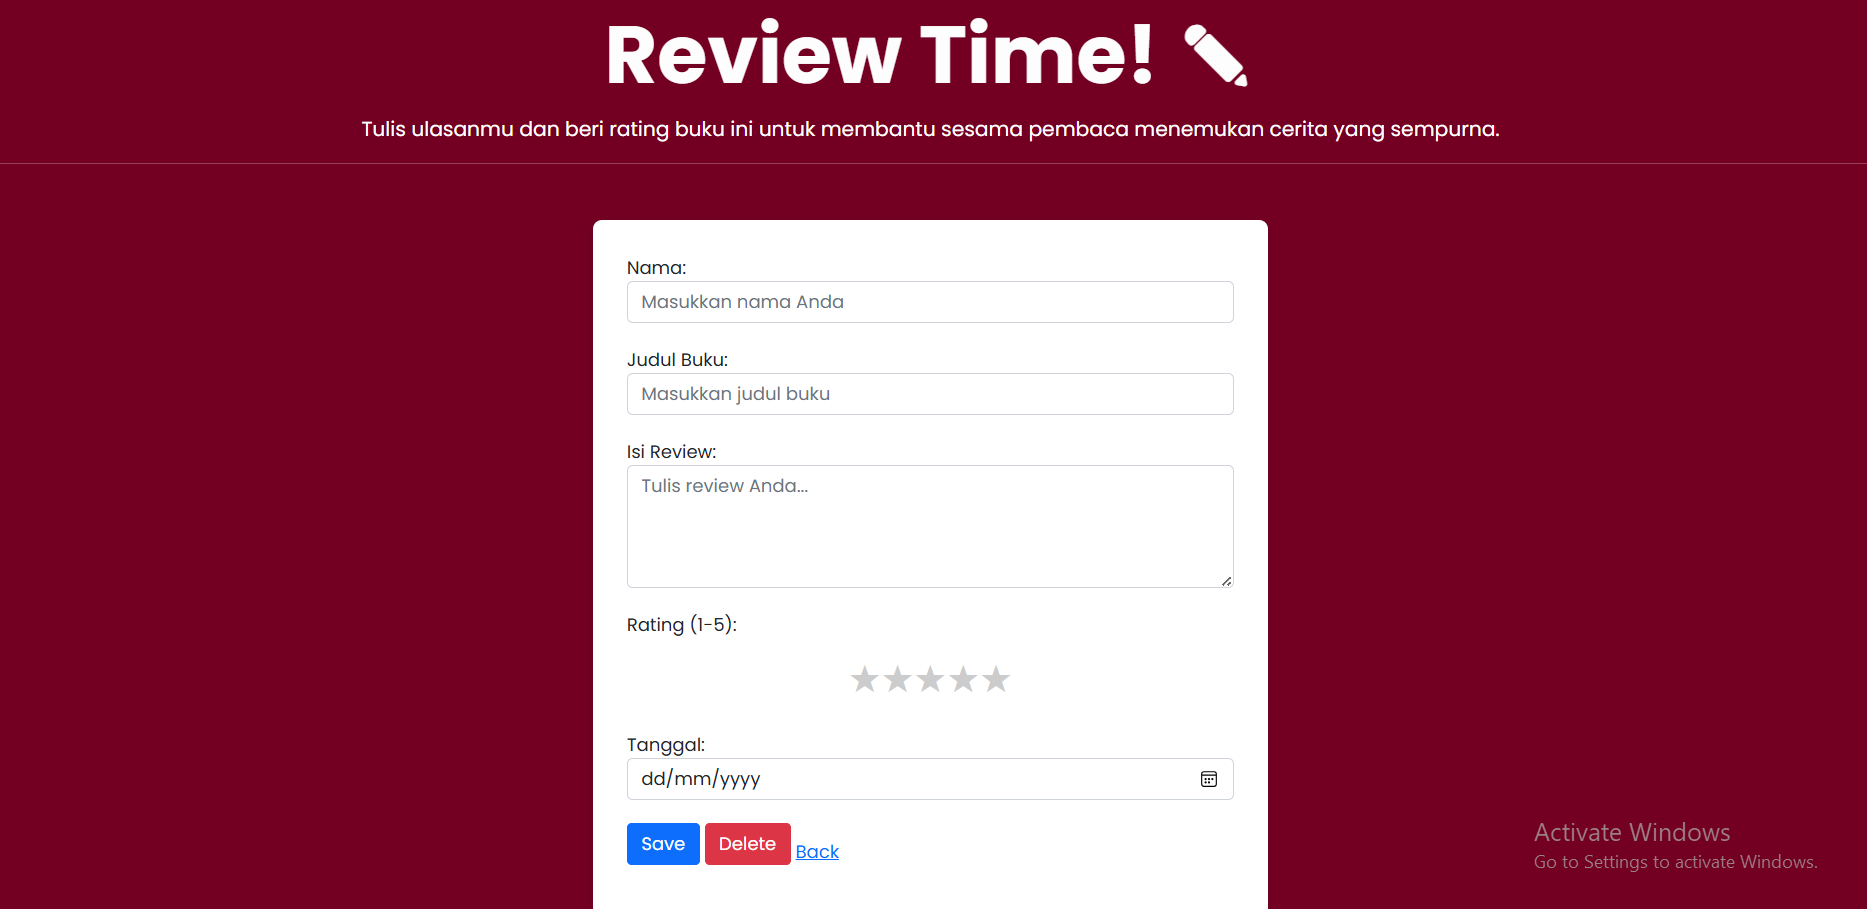 Review Time!
Tulis ulasanmu dan beri rating buku ini untuk membantu sesama pembaca menemukan cerita yang sempurna.
Nama:
Masukkan nama Anda
Judul Buku:
Masukkan judul buku
Isi Review:
Tulis review Anda...
Rating (1-5):
Tanggal:
dd/mm/yyyy
Save Delete Back
Activate Windows
Go to Settings to activate Windows.